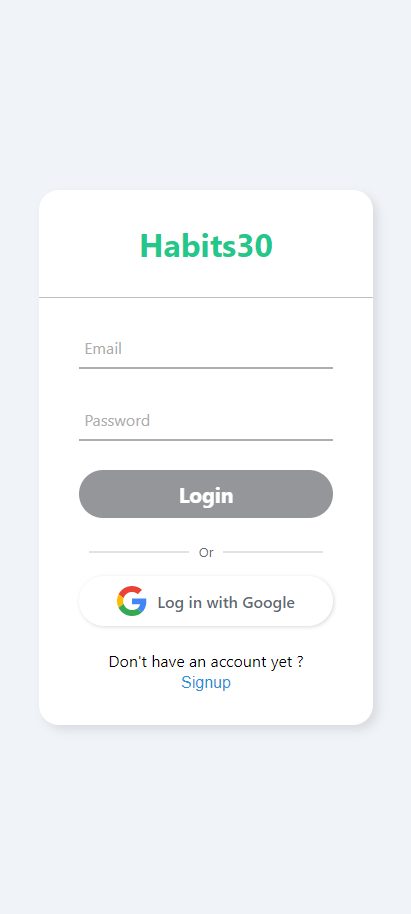 Habits30
Email
Password
Login
Or
Log in with Google
Don't have an account yet ?
Signup